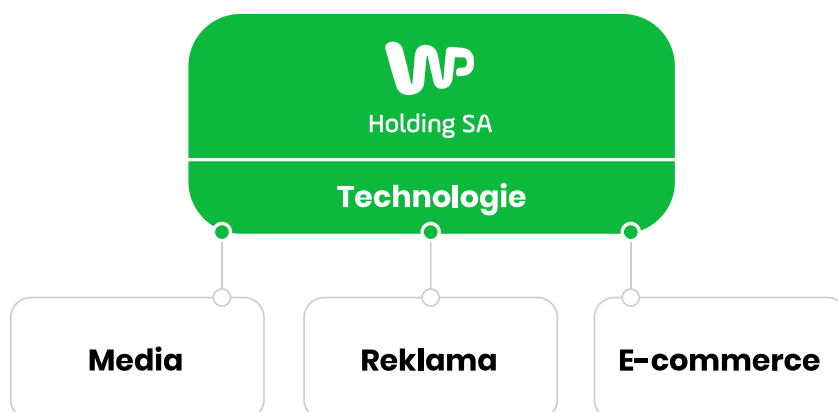 WP
Holding SA
Technologie
Media
Reklama
E-commerce